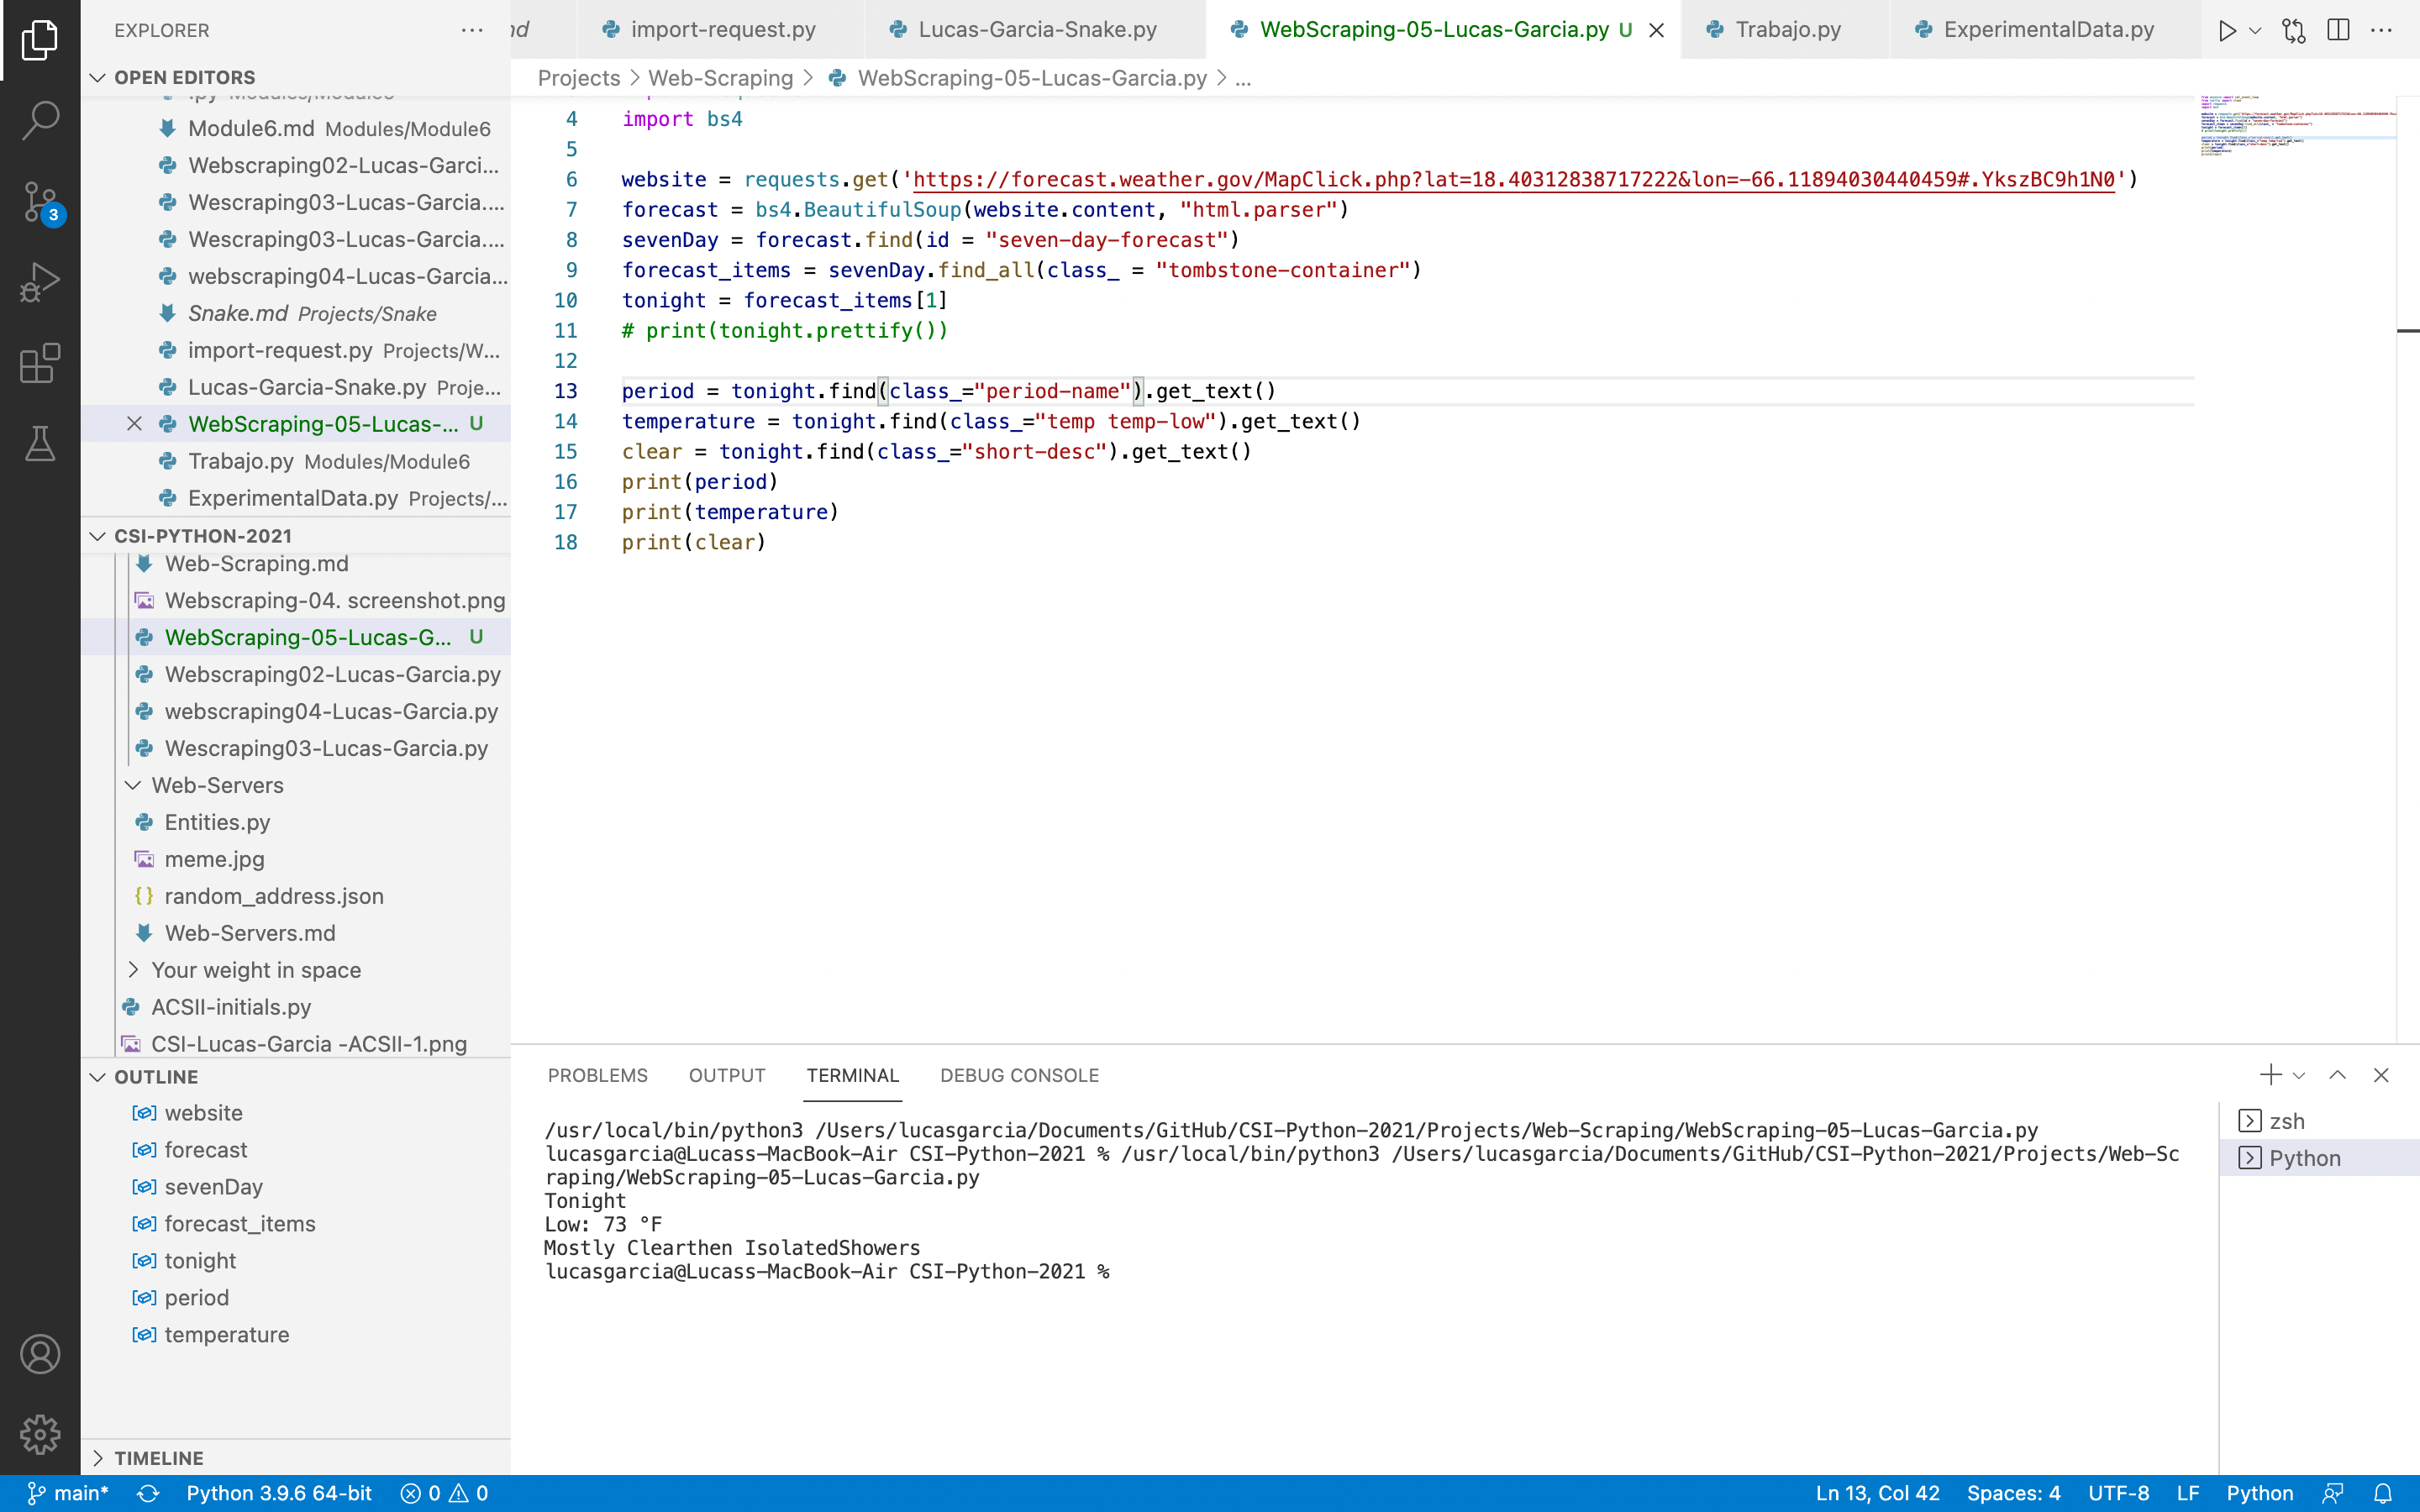 EXPLORER
OPEN EDITORS
.py Modules/Module6
Module6.md Modules/Module6
Webscraping02-Lucas-Garci...
Wescraping03-Lucas-Garcia....
Wescraping03-Lucas-Garcia....
webscraping04-Lucas-Garcia...
Snake.md Projects/Snake
import-request.py Projects/W...
Lucas-Garcia-Snake.py Proje...
WebScraping-05-Lucas-... U
Trabajo.py Modules/Module6
ExperimentalData.py Projects/...
CSI-PYTHON-2021
Web-Scraping.md
Webscraping-04. screenshot.png
WebScraping-05-Lucas-G... U
Webscraping02-Lucas-Garcia.py
webscraping04-Lucas-Garcia.py
Wescraping03-Lucas-Garcia.py
Web-Servers
Entities.py
meme.jpg
random_address.json
Web-Servers.md
Your weight in space
ACSII-initials.py
CSI-Lucas-Garcia -ACSII-1.png
OUTLINE
website
forecast
sevenDay
forecast_items
tonight
period
temperature
TIMELINE
3
import-request.py Lucas-Garcia-Snake.py WebScraping-05-Lucas-Garcia.py U Trabajo.py ExperimentalData.py
Projects > Web-Scraping > WebScraping-05-Lucas-Garcia.py > ...
4 import bs4
5
6 website = requests.get('https://forecast.weather.gov/MapClick.php?lat=18.40312838717222&lon=-66.11894030440459#.YkszBC9h1N0')
7 forecast = bs4.BeautifulSoup(website.content, "html.parser")
8 sevenDay = forecast.find(id = "seven-day-forecast")
9 forecast_items = sevenDay.find_all(class_ = "tombstone-container")
10 tonight = forecast_items[1]
11 # print(tonight.prettify())
12
13 period = tonight.find(class_="period-name").get_text()
14 temperature = tonight.find(class_="temp temp-low").get_text()
15 clear = tonight.find(class_="short-desc").get_text()
16 print(period)
17 print(temperature)
18 print(clear)
PROBLEMS OUTPUT TERMINAL DEBUG CONSOLE
/usr/local/bin/python3 /Users/lucasgarcia/Documents/GitHub/CSI-Python-2021/Projects/Web-Scraping/WebScraping-05-Lucas-Garcia.py
lucasgarcia@Lucass-MacBook-Air CSI-Python-2021 % /usr/local/bin/python3 /Users/lucasgarcia/Documents/GitHub/CSI-Python-2021/Projects/Web-Sc
raping/WebScraping-05-Lucas-Garcia.py
Tonight
Low: 73 °F
Mostly Clearthen IsolatedShowers
lucasgarcia@Lucass-MacBook-Air CSI-Python-2021 %
zsh
Python
main* Python 3.9.6 64-bit 0 0 Ln 13, Col 42 Spaces: 4 UTF-8 LF Python